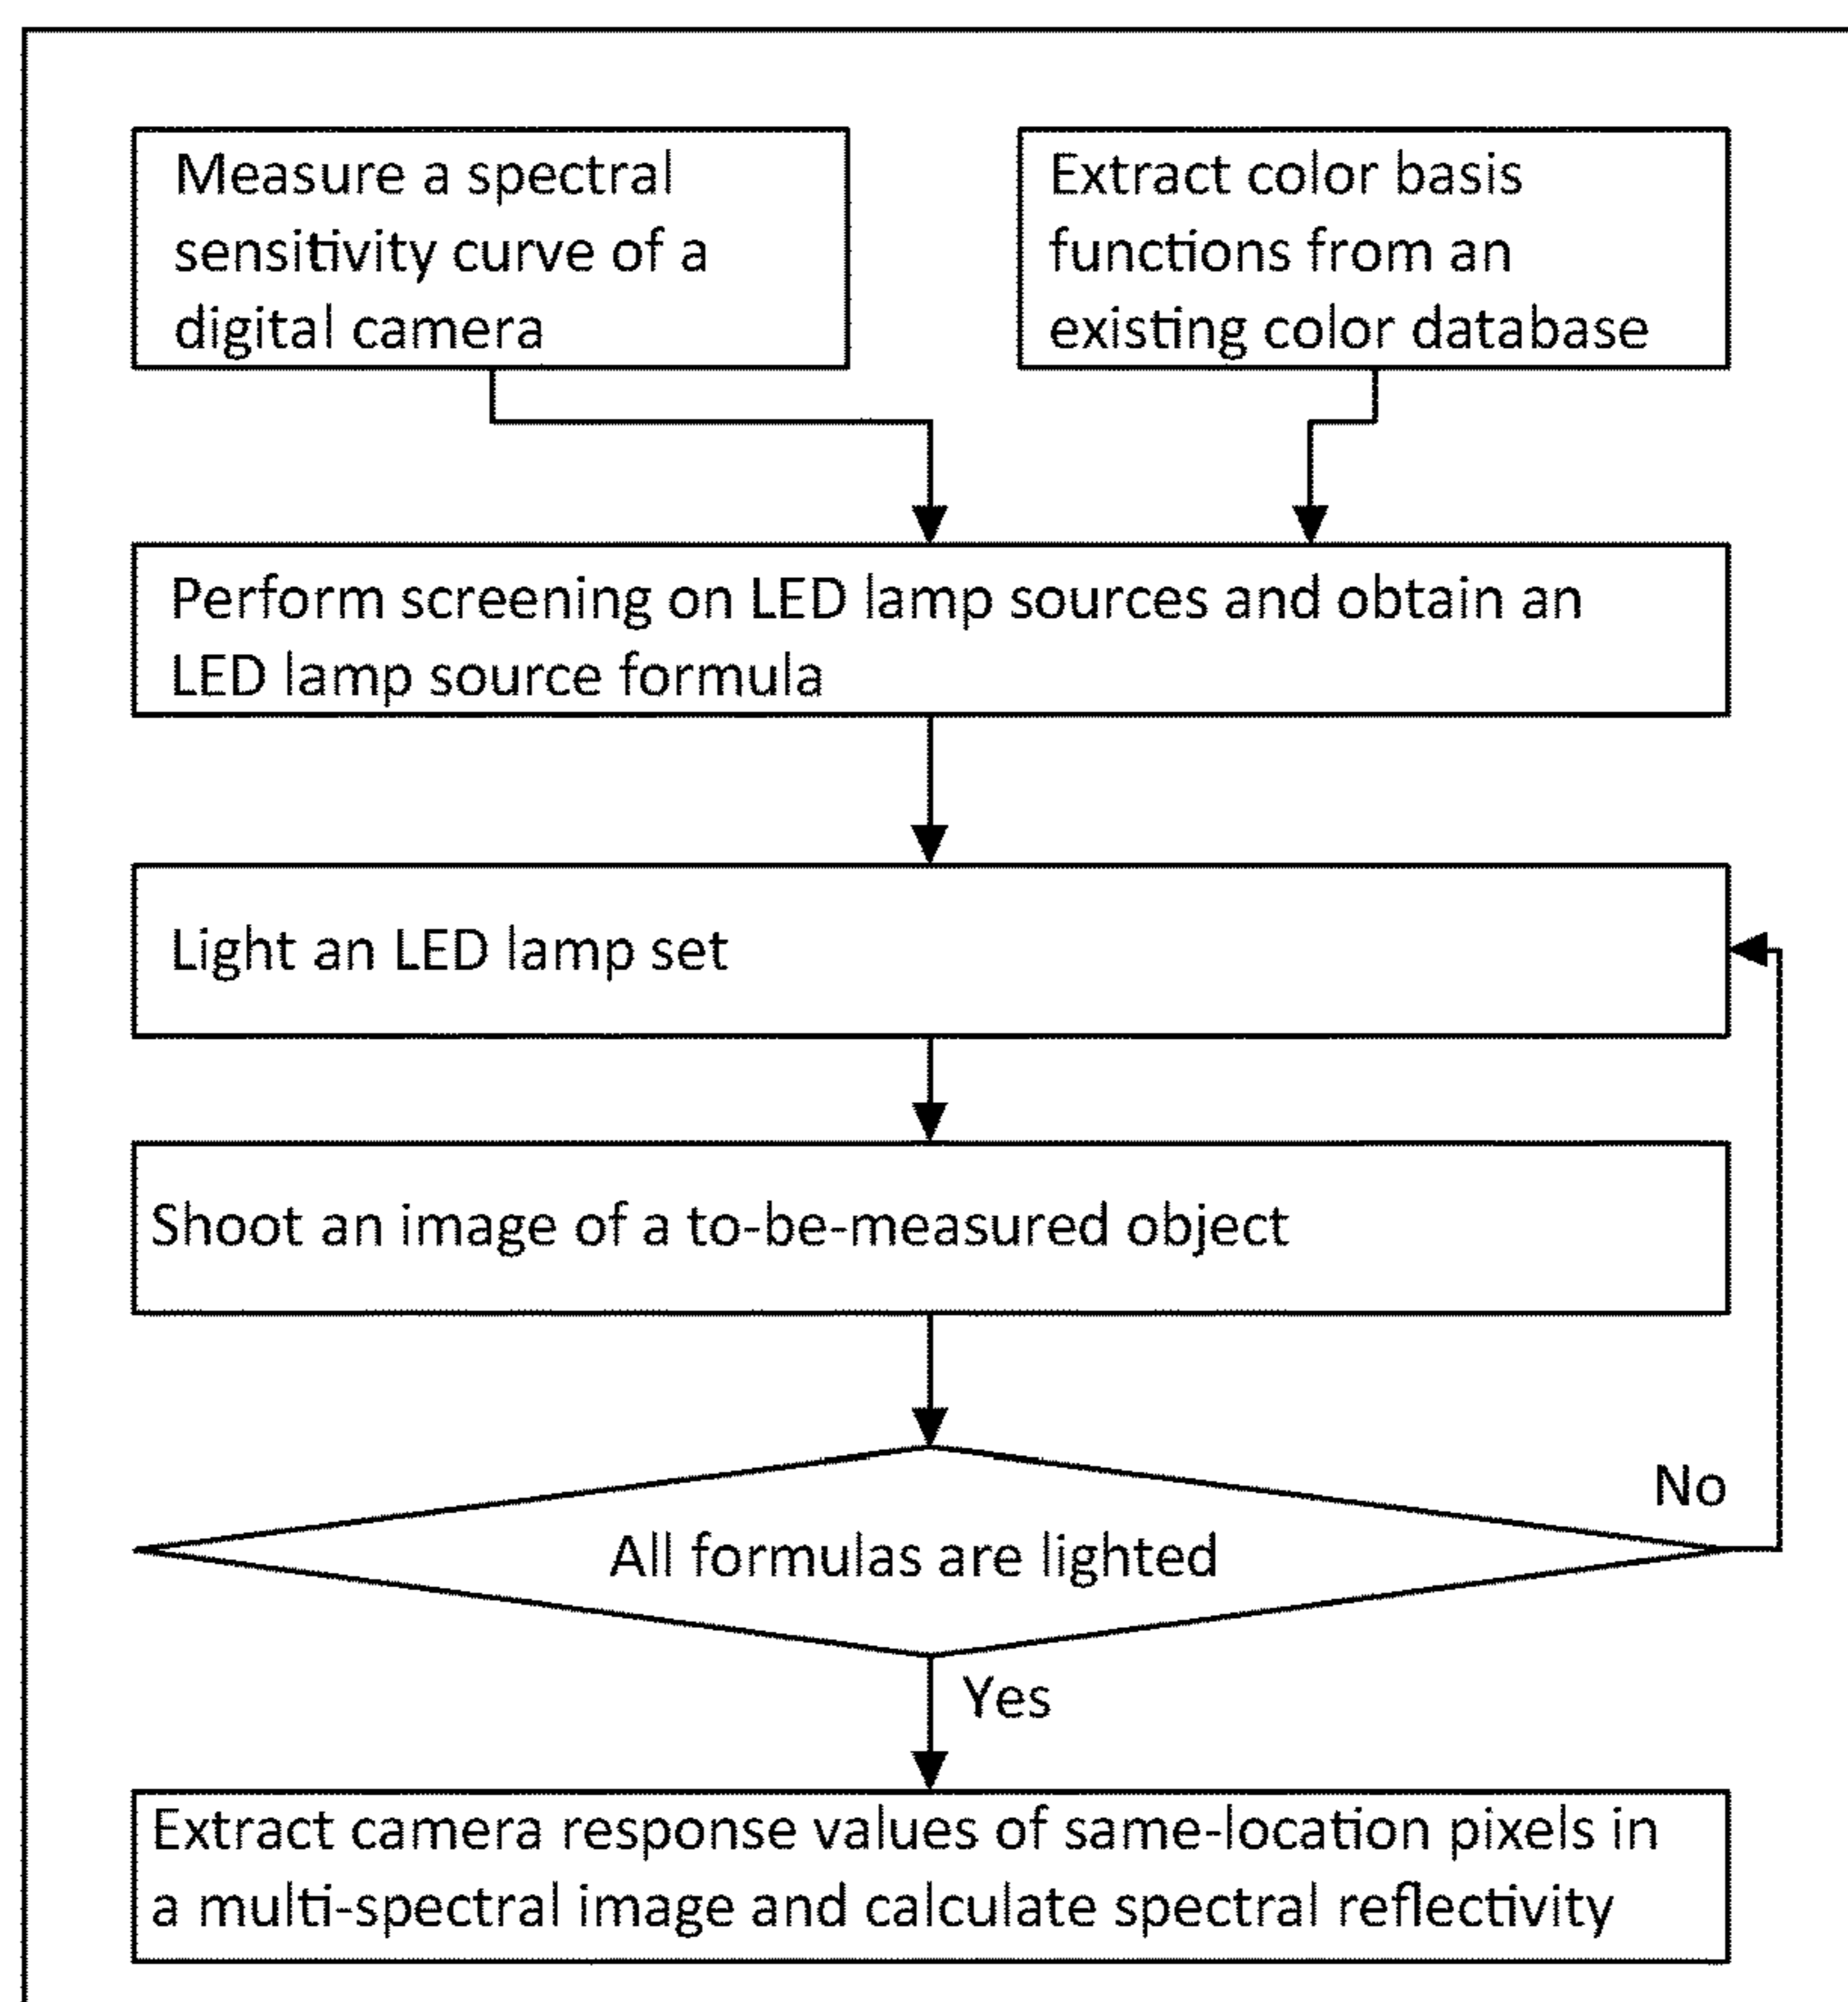 Measure a spectral
sensitivity curve of a
digital camera
Extract color basis
functions from an
existing color database
Perform screening on LED lamp sources and obtain an
LED lamp source formula
Light an LED lamp set
Shoot an image of a to-be-measured object
No
All formulas are lighted
Yes
Extract camera response values of same-location pixels in
a multi-spectral image and calculate spectral reflectivity